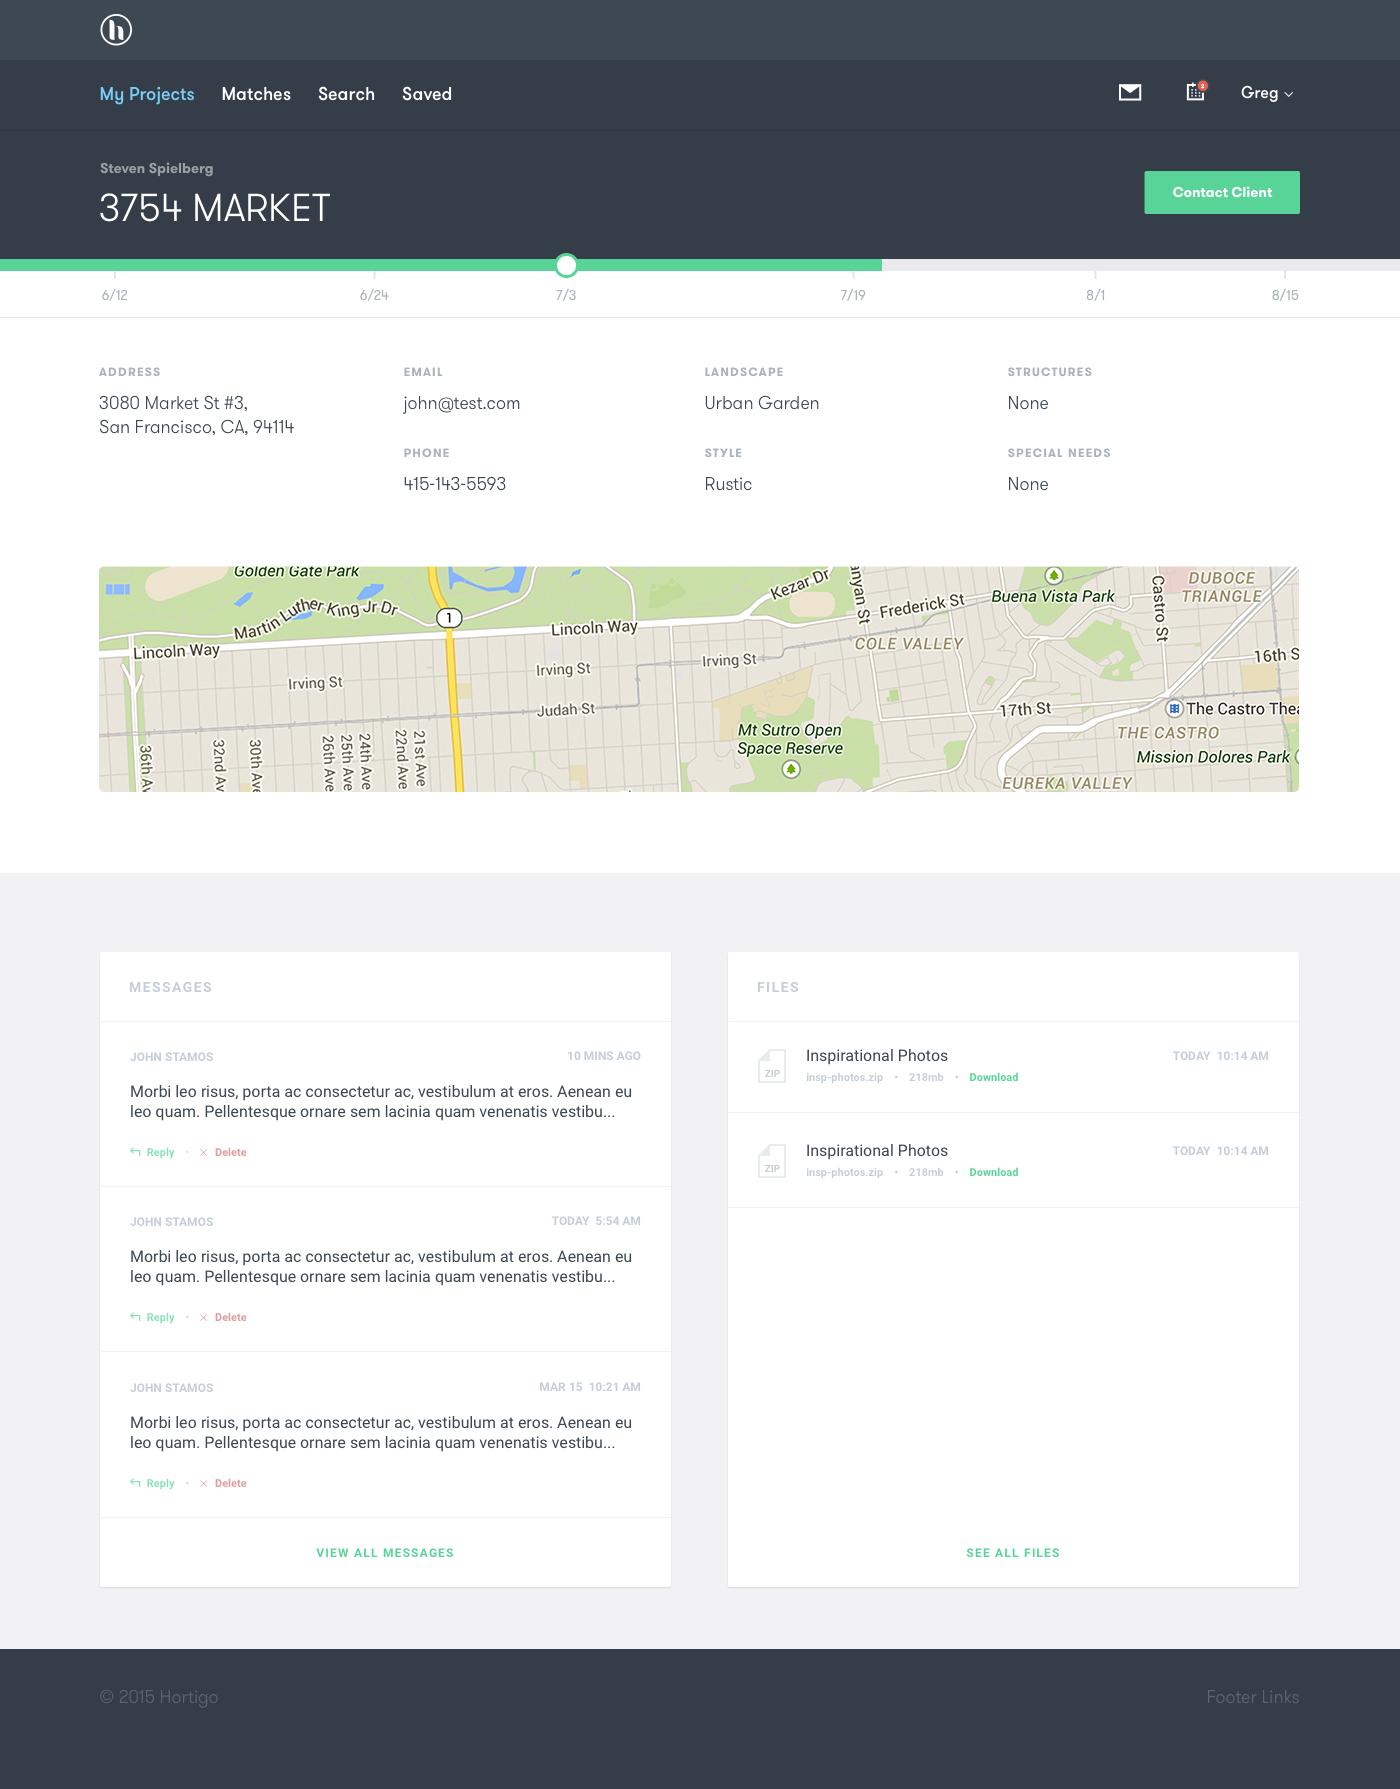 h
My Projects Matches Search Saved
Greg
Steven Spielberg
3754 MARKET
Contact Client
6/12 6/24 7/3 7/19 8/1 8/15
ADDRESS EMAIL LANDSCAPE STRUCTURES
3080 Market St #3, john@test.com Urban Garden None
San Francisco, CA, 94114
PHONE STYLE SPECIAL NEEDS
415-143-5593 Rustic None
Golden Gate Park
Martin Luther King Jr Dr
1
Lincoln Way
Lincoln Way
Kezar Dr
anyan St
Frederick St
Buena Vista Park
Castro St
DUBOCE
TRIANGLE
COLE VALLEY
16th S
Irving St
Irving St
Irving St
Judah St
17th St
The Castro Thea
THE CASTRO
Mt Sutro Open
Space Reserve
Mission Dolores Park
EUREKA VALLEY
36th Av
32nd Av
30th Ave
26th Ave
25th Ave
24th Ave
22nd Ave
21st Ave
MESSAGES
JOHN STAMOS 10 MINS AGO
Morbi leo risus, porta ac consectetur ac, vestibulum at eros. Aenean eu
leo quam. Pellentesque ornare sem lacinia quam venenatis vestibu...
Reply • Delete
JOHN STAMOS TODAY 5:54 AM
Morbi leo risus, porta ac consectetur ac, vestibulum at eros. Aenean eu
leo quam. Pellentesque ornare sem lacinia quam venenatis vestibu...
Reply • Delete
JOHN STAMOS MAR 15 10:21 AM
Morbi leo risus, porta ac consectetur ac, vestibulum at eros. Aenean eu
leo quam. Pellentesque ornare sem lacinia quam venenatis vestibu...
Reply • Delete
VIEW ALL MESSAGES
FILES
ZIP
Inspirational Photos TODAY 10:14 AM
insp-photos.zip • 218mb • Download
ZIP
Inspirational Photos TODAY 10:14 AM
insp-photos.zip • 218mb • Download
SEE ALL FILES
© 2015 Hortigo Footer Links